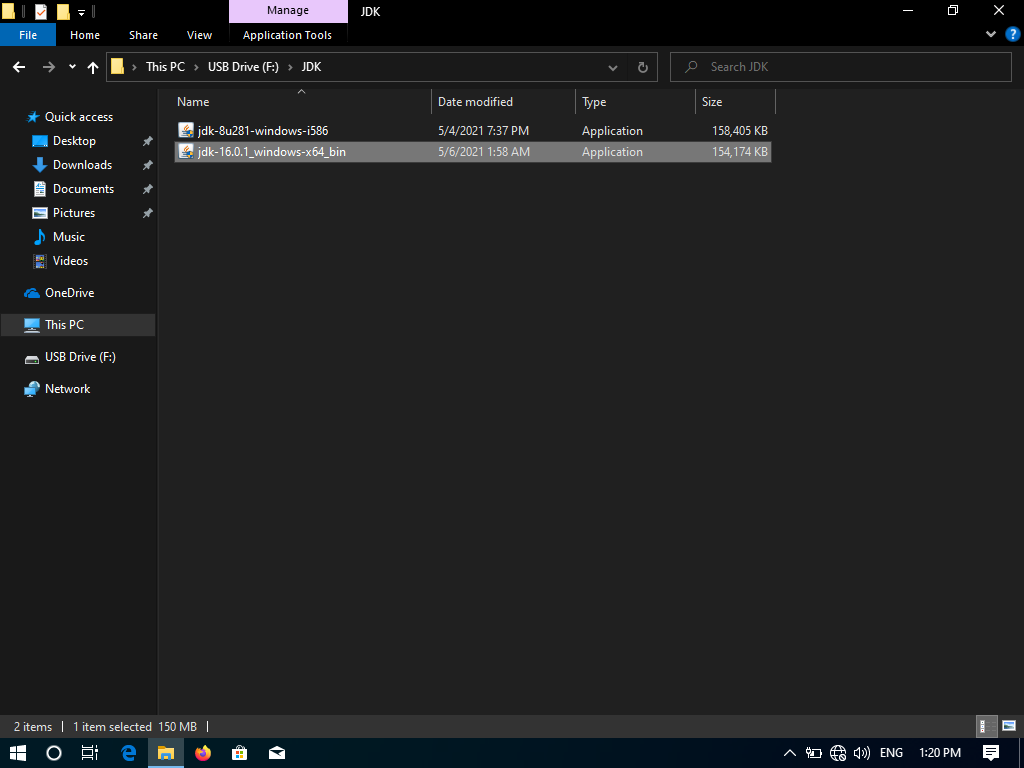 Manage
JDK
File
Home
Share
View
Application Tools
?
This PC
USB Drive (F:)
JDK
Search JDK
Name
Date modified
Type
Size
jdk-8u281-windows-i586
5/4/2021 7:37 PM
Application
158,405 KB
jdk-16.0.1_windows-x64_bin
5/6/2021 1:58 AM
Application
154,174 KB
Quick access
Desktop
Downloads
Documents
Pictures
Music
Videos
OneDrive
This PC
USB Drive (F:)
Network
2 items
1 item selected 150 MB
ENG
1:20 PM